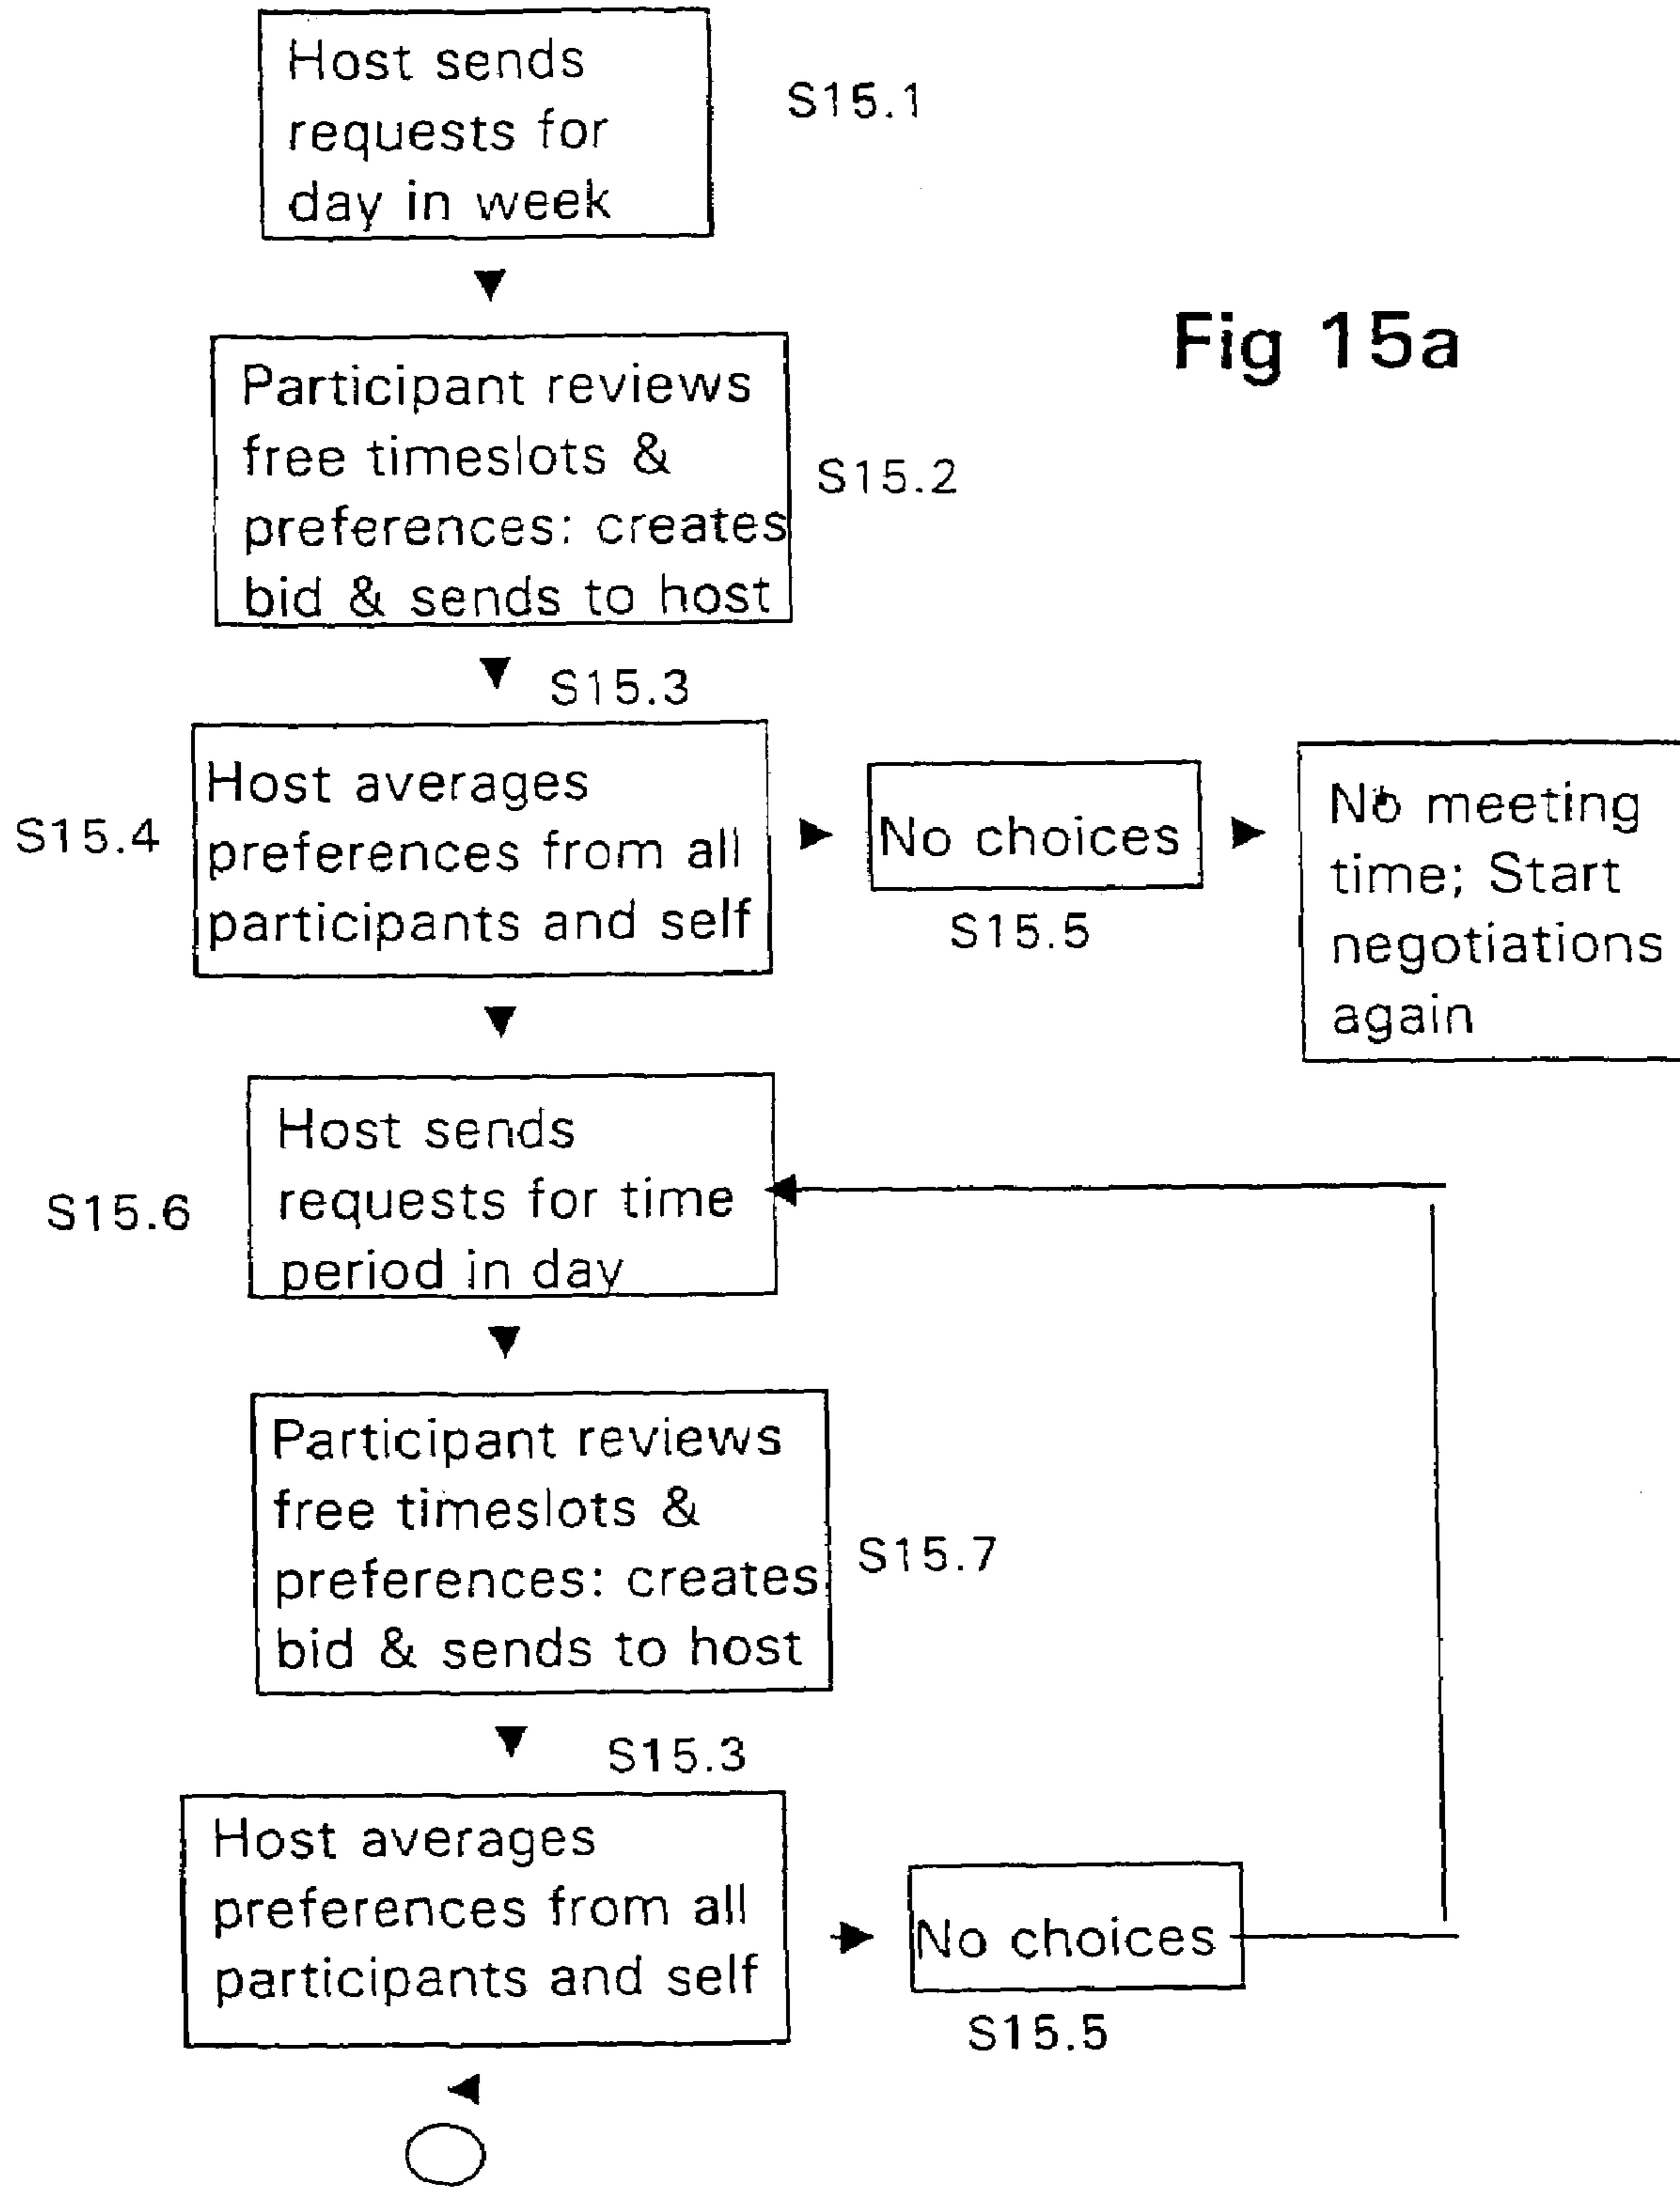 Host sends
requests for
day in week
S15.1
Fig 15a
Participant reviews
free timeslots &
preferences: creates
bid & sends to host
S15.2
S15.3
S15.4
Host averages
preferences from all
participants and self
No choices
S15.5
No meeting
time; Start
negotiations
again
Host sends
requests for time
period in day
S15.6
Participant reviews
free timeslots &
preferences: creates
bid & sends to host
S15.7
S15.3
Host averages
preferences from all
participants and self
No choices
S15.5